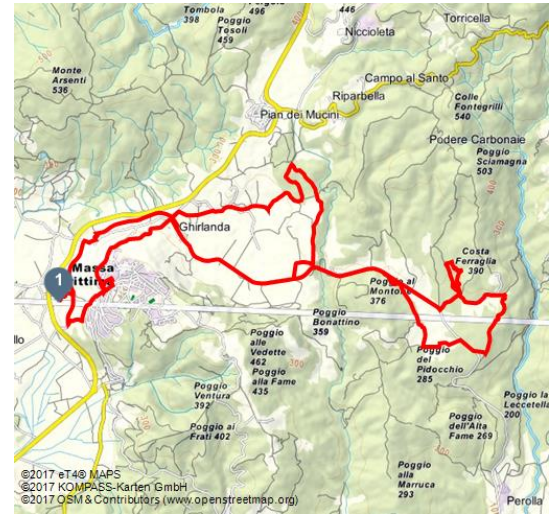 Tombola
398
Poggio
Tosoli
459
496
446
Niccioleta
Torricella
Monte
Arsenti
536
Campo al Santo
Riparbella
Colle
Fontegrilli
540
Pian dei Mucini
Podere Carbonaie
Poggio
Sciamagna
503
400
Ghirlanda
Massa
1
Costa
Ferraglia
390
Poggio al
376
Poggio
Bonattino
359
Poggio
alle
Vedette
462
Poggio
alla Fame
435
300
Poggio
del
Pidocchio
285
Poggio
Ventura
392
Poggio ai
Frati 402
Poggio la
Leccetella
200
Poggio
dell'Alta
Fame 269
Poggio
alla
Marruca
293
Perolla
©2017 eT4® MAPS
©2017 KOMPASS-Karten GmbH
©2017 OSM & Contributors (www.openstreetmap.org)